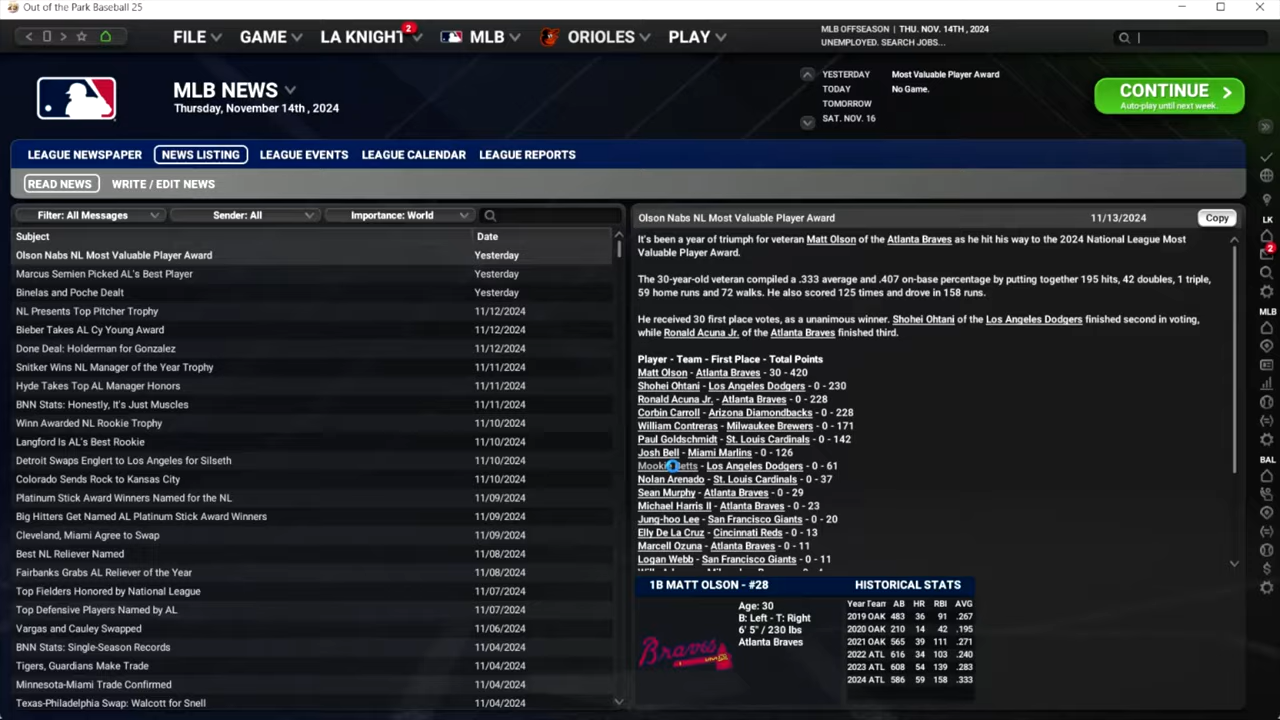 Out of the Park Baseball 25
FILE GAME LA KNIGHT 2 MLB ORIOLES PLAY
MLB OFFSEASON | THU. NOV. 14TH , 2024
UNEMPLOYED. SEARCH JOBS...
MLB NEWS
Thursday, November 14th , 2024
YESTERDAY Most Valuable Player Award
TODAY No Game.
TOMORROW
SAT. NOV. 16
CONTINUE
Auto-play until next week.
LEAGUE NEWSPAPER NEWS LISTING LEAGUE EVENTS LEAGUE CALENDAR LEAGUE REPORTS
READ NEWS WRITE / EDIT NEWS
Filter: All Messages Sender: All Importance: World
Subject Date
Olson Nabs NL Most Valuable Player Award Yesterday
Marcus Semien Picked AL's Best Player Yesterday
Binelas and Poche Dealt Yesterday
NL Presents Top Pitcher Trophy 11/12/2024
Bieber Takes AL Cy Young Award 11/12/2024
Done Deal: Holderman for Gonzalez 11/12/2024
Snitker Wins NL Manager of the Year Trophy 11/11/2024
Hyde Takes Top AL Manager Honors 11/11/2024
BNN Stats: Honestly, It's Just Muscles 11/11/2024
Winn Awarded NL Rookie Trophy 11/10/2024
Langford Is AL's Best Rookie 11/10/2024
Detroit Swaps Englert to Los Angeles for Silseth 11/10/2024
Colorado Sends Rock to Kansas City 11/10/2024
Platinum Stick Award Winners Named for the NL 11/09/2024
Big Hitters Get Named AL Platinum Stick Award Winners 11/09/2024
Cleveland, Miami Agree to Swap 11/09/2024
Best NL Reliever Named 11/08/2024
Fairbanks Grabs AL Reliever of the Year 11/08/2024
Top Fielders Honored by National League 11/07/2024
Top Defensive Players Named by AL 11/07/2024
Vargas and Cauley Swapped 11/06/2024
BNN Stats: Single-Season Records 11/04/2024
Tigers, Guardians Make Trade 11/04/2024
Minnesota-Miami Trade Confirmed 11/04/2024
Texas-Philadelphia Swap: Walcott for Snell 11/04/2024
Olson Nabs NL Most Valuable Player Award 11/13/2024 Copy
It's been a year of triumph for veteran Matt Olson of the Atlanta Braves as he hit his way to the 2024 National League Most
Valuable Player Award.
The 30-year-old veteran compiled a .333 average and .407 on-base percentage by putting together 195 hits, 42 doubles, 1 triple,
59 home runs and 72 walks. He also scored 125 times and drove in 158 runs.
He received 30 first place votes, as a unanimous winner. Shohei Ohtani of the Los Angeles Dodgers finished second in voting,
while Ronald Acuna Jr. of the Atlanta Braves finished third.
Player - Team - First Place - Total Points
Matt Olson - Atlanta Braves - 30 - 420
Shohei Ohtani - Los Angeles Dodgers - 0 - 230
Ronald Acuna Jr. - Atlanta Braves - 0 - 228
Corbin Carroll - Arizona Diamondbacks - 0 - 228
William Contreras - Milwaukee Brewers - 0 - 171
Paul Goldschmidt - St. Louis Cardinals - 0 - 142
Josh Bell - Miami Marlins - 0 - 126
Mookie Betts - Los Angeles Dodgers - 0 - 61
Nolan Arenado - St. Louis Cardinals - 0 - 37
Sean Murphy - Atlanta Braves - 0 - 29
Michael Harris II - Atlanta Braves - 0 - 23
Jung-hoo Lee - San Francisco Giants - 0 - 20
Elly De La Cruz - Cincinnati Reds - 0 - 13
Marcell Ozuna - Atlanta Braves - 0 - 11
Logan Webb - San Francisco Giants - 0 - 11
1B MATT OLSON - #28
Age: 30
B: Left - T: Right
6' 5" / 230 lbs
Atlanta Braves
Braves
HISTORICAL STATS
Year Team AB HR RBI AVG
2019 OAK 483 36 91 .267
2020 OAK 210 14 42 .195
2021 OAK 565 39 111 .271
2022 ATL 616 34 103 .240
2023 ATL 608 54 139 .283
2024 ATL 586 59 158 .333
LK
2
MLB
BAL